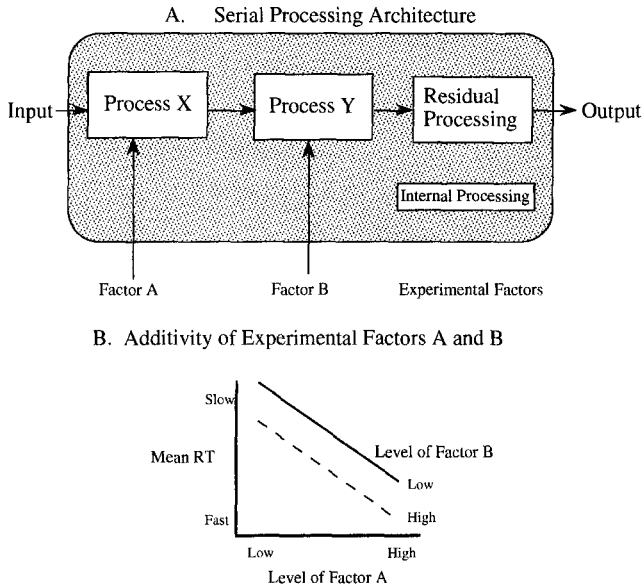 A. Serial Processing Architecture
Input
Process X
Process Y
Residual
Processing
Output
Internal Processing
Factor A
Factor B
Experimental Factors
B. Additivity of Experimental Factors A and B
Slow
Mean RT
Fast
Level of Factor B
Low
High
Low
High
Level of Factor A